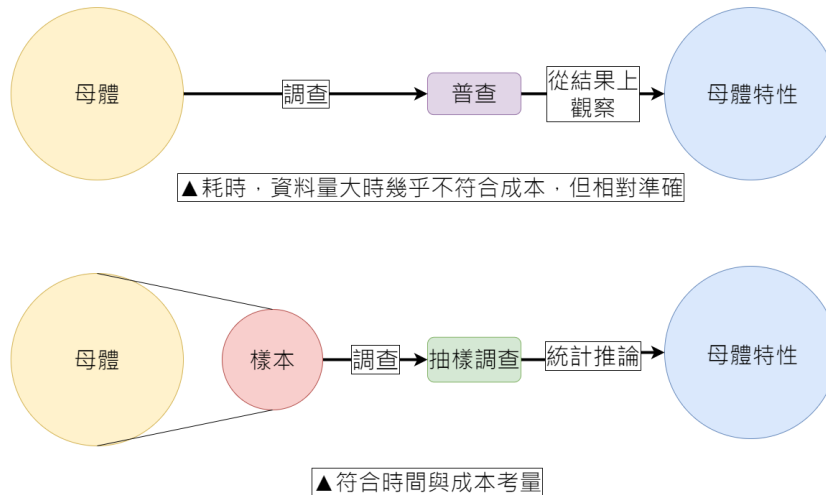 母體
調查
普查
從結果上
觀察
母體特性
▲耗時，資料量大時幾乎不符合成本，但相對準確
母體
樣本
調查
抽樣調查
統計推論
母體特性
▲符合時間與成本考量